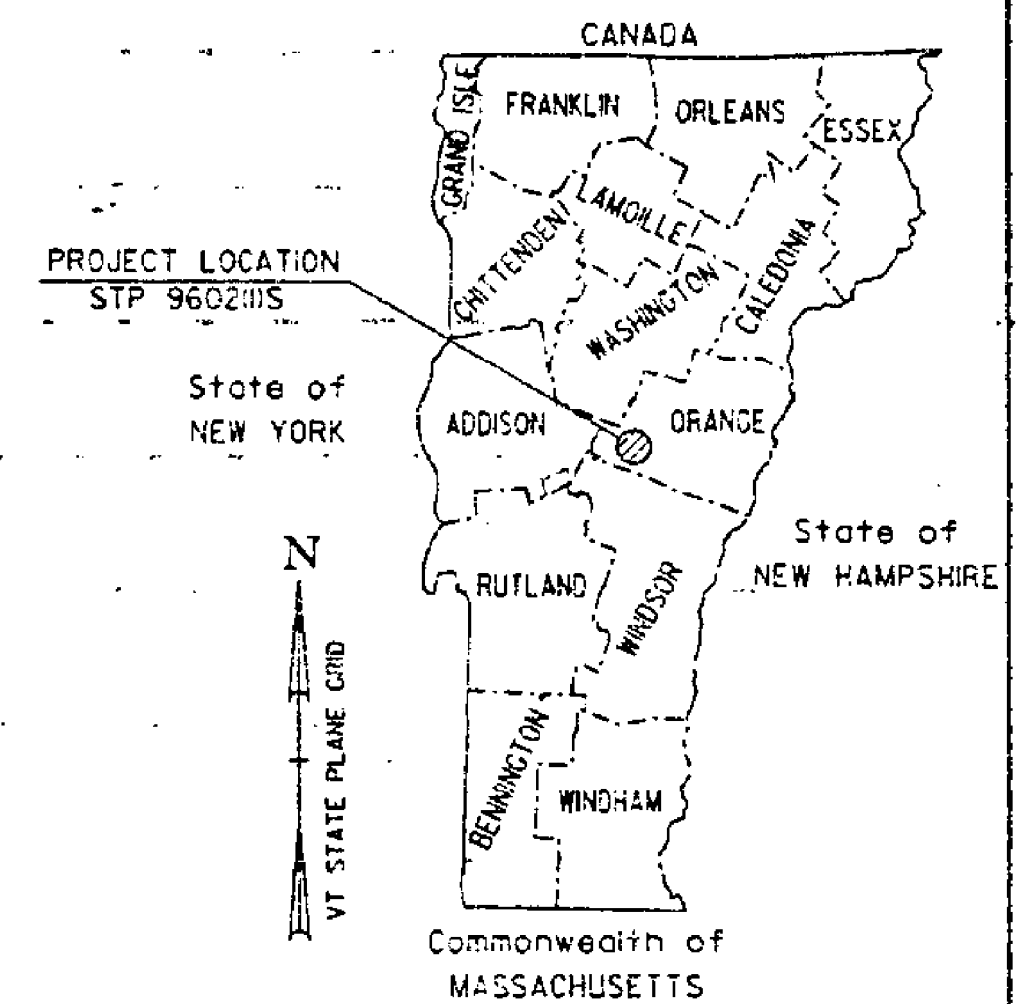 CANADA
GRAND ISLE
FRANKLIN
ORLEANS
ESSEX
LAMOILLE
CHITTENDEN
CALEDONIA
WASHINGTON
PROJECT LOCATION
STP 9602(1)S
State of
NEW YORK
ADDISON
ORANGE
State of
NEW HAMPSHIRE
N
RUTLAND
WINDSOR
VT STATE PLANE GRID
BENNINGTON
WINDHAM
Commonwealth of
MASSACHUSETTS